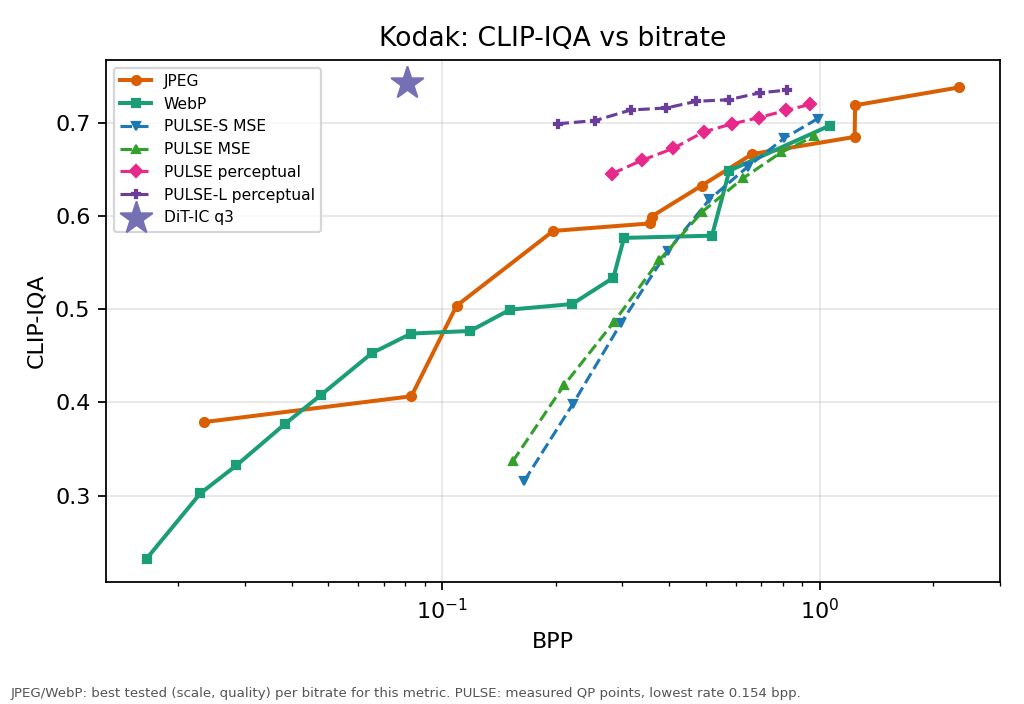 Kodak: CLIP-IQA vs bitrate
JPEG
WebP
PULSE-S MSE
PULSE MSE
PULSE perceptual
PULSE-L perceptual
DiT-IC q3
CLIP-IQA
0.7
0.6
0.5
0.4
0.3
10⁻¹
10⁰
BPP
JPEG/WebP: best tested (scale, quality) per bitrate for this metric. PULSE: measured QP points, lowest rate 0.154 bpp.